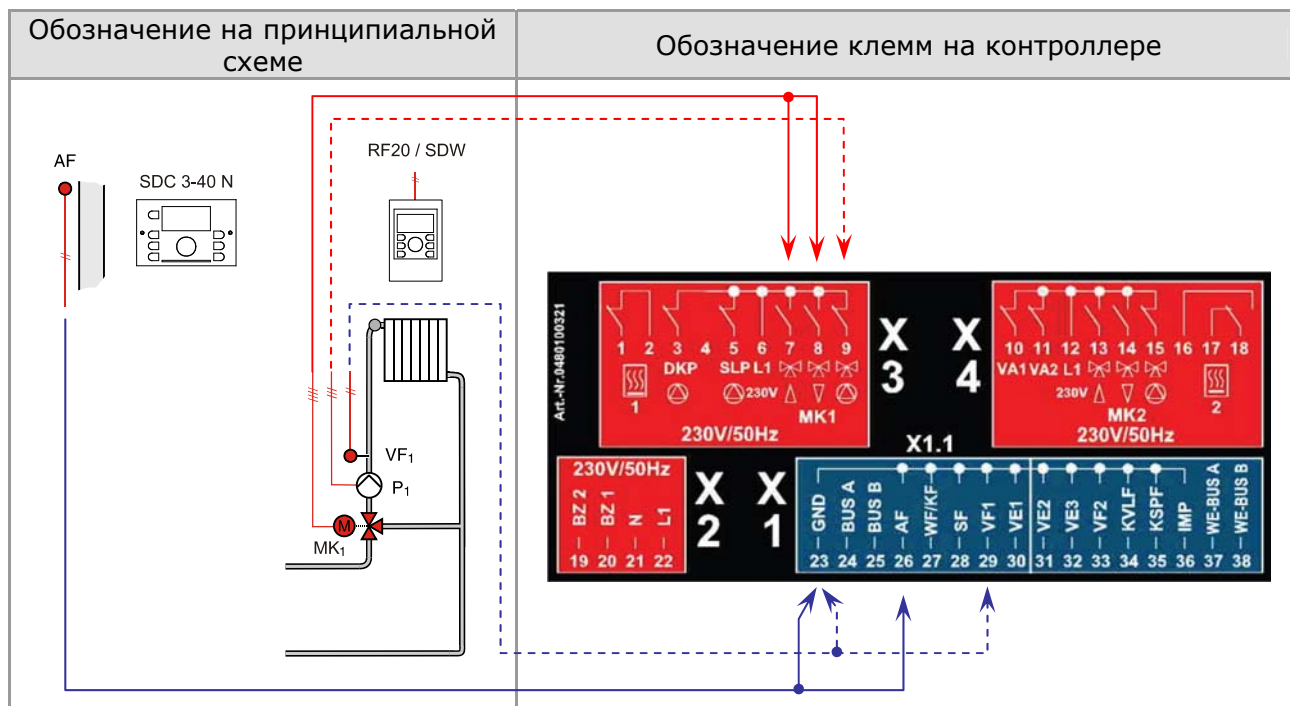 Обозначение на принципиальной
схеме
Обозначение клемм на контроллере
AF
SDC 3-40 N
RF20 / SDW
VF1
P1
M
MK1
Art.-Nr.0480100321
1 2 3 4 5 6 7 8 9
DKP SLP L1
1 230V
MK1
230V/50Hz
X
3
X
4
10 11 12 13 14 15 16 17 18
VA1 VA2 L1
230V 2
MK2
230V/50Hz
X1.1
230V/50Hz
BZ 2
BZ 1
N
L1
19 20 21 22
X
2
X
1
GND
BUS A
BUS B
AF
WF/KF
SF
VF1
VE1
VE2
VE3
VF2
KVLF
KSPF
IMP
WE-BUS A
WE-BUS B
23 24 25 26 27 28 29 30 31 32 33 34 35 36 37 38